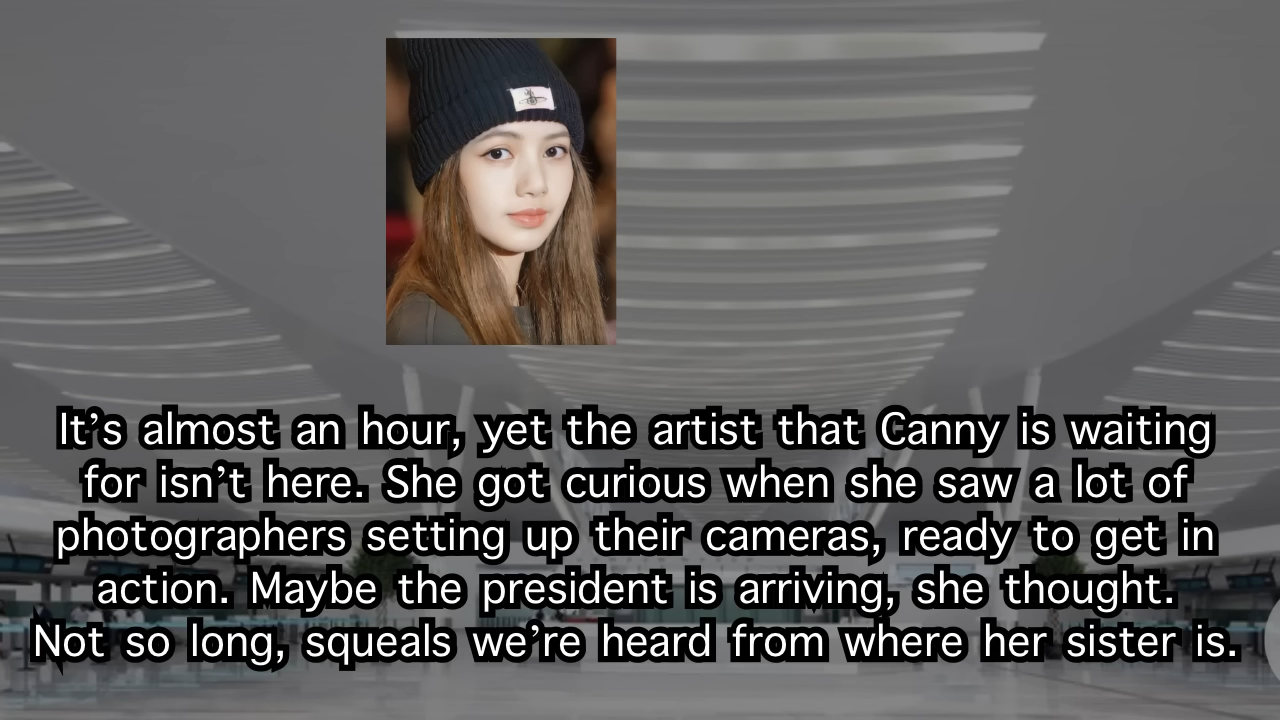 It’s almost an hour, yet the artist that Canny is waiting
for isn’t here. She got curious when she saw a lot of
photographers setting up their cameras, ready to get in
action. Maybe the president is arriving, she thought.
Not so long, squeals we’re heard from where her sister is.